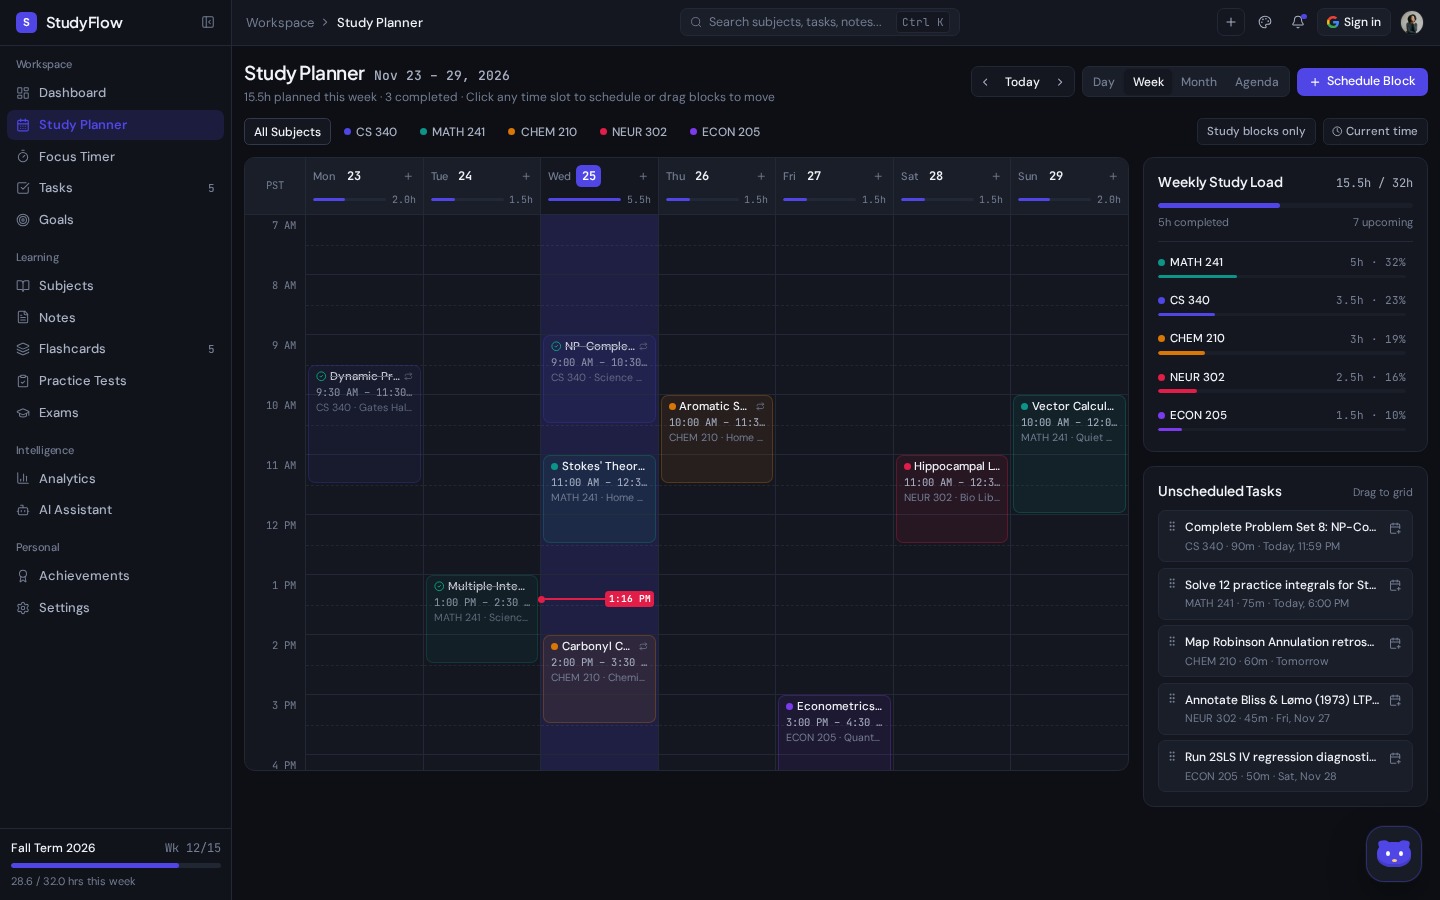 S StudyFlow
Workspace
Dashboard
Study Planner
Focus Timer
Tasks 5
Goals
Learning
Subjects
Notes
Flashcards 5
Practice Tests
Exams
Intelligence
Analytics
AI Assistant
Personal
Achievements
Settings
Fall Term 2026 Wk 12/15
28.6 / 32.0 hrs this week
Workspace > Study Planner
Search subjects, tasks, notes... Ctrl K
Sign in
Study Planner Nov 23 – 29, 2026
15.5h planned this week · 3 completed · Click any time slot to schedule or drag blocks to move
Today
Day Week Month Agenda
+ Schedule Block
All Subjects CS 340 MATH 241 CHEM 210 NEUR 302 ECON 205
Study blocks only Current time
PST
Mon 23 +
2.0h
Tue 24 +
1.5h
Wed 25 +
5.5h
Thu 26 +
1.5h
Fri 27 +
1.5h
Sat 28 +
1.5h
Sun 29 +
2.0h
7 AM
8 AM
9 AM
10 AM
11 AM
12 PM
1 PM
2 PM
3 PM
4 PM
Dynamic Pr...
9:30 AM – 11:30...
CS 340 · Gates Hal...
Multiple Inte...
1:00 PM – 2:30 ...
MATH 241 · Scienc...
NP-Comple...
9:00 AM – 10:30...
CS 340 · Science ...
Stokes' Theor...
11:00 AM – 12:3...
MATH 241 · Home ...
1:16 PM
Carbonyl C...
2:00 PM – 3:30 ...
CHEM 210 · Chemi...
Aromatic S...
10:00 AM – 11:3...
CHEM 210 · Home ...
Econometrics...
3:00 PM – 4:30 ...
ECON 205 · Quant...
Hippocampal L...
11:00 AM – 12:3...
NEUR 302 · Bio Lib...
Vector Calcul...
10:00 AM – 12:0...
MATH 241 · Quiet ...
Weekly Study Load 15.5h / 32h
5h completed 7 upcoming
MATH 241 5h · 32%
CS 340 3.5h · 23%
CHEM 210 3h · 19%
NEUR 302 2.5h · 16%
ECON 205 1.5h · 10%
Unscheduled Tasks Drag to grid
Complete Problem Set 8: NP-Co...
CS 340 · 90m · Today, 11:59 PM
Solve 12 practice integrals for St...
MATH 241 · 75m · Today, 6:00 PM
Map Robinson Annulation retros...
CHEM 210 · 60m · Tomorrow
Annotate Bliss & Lømo (1973) LTP...
NEUR 302 · 45m · Fri, Nov 27
Run 2SLS IV regression diagnosti...
ECON 205 · 50m · Sat, Nov 28